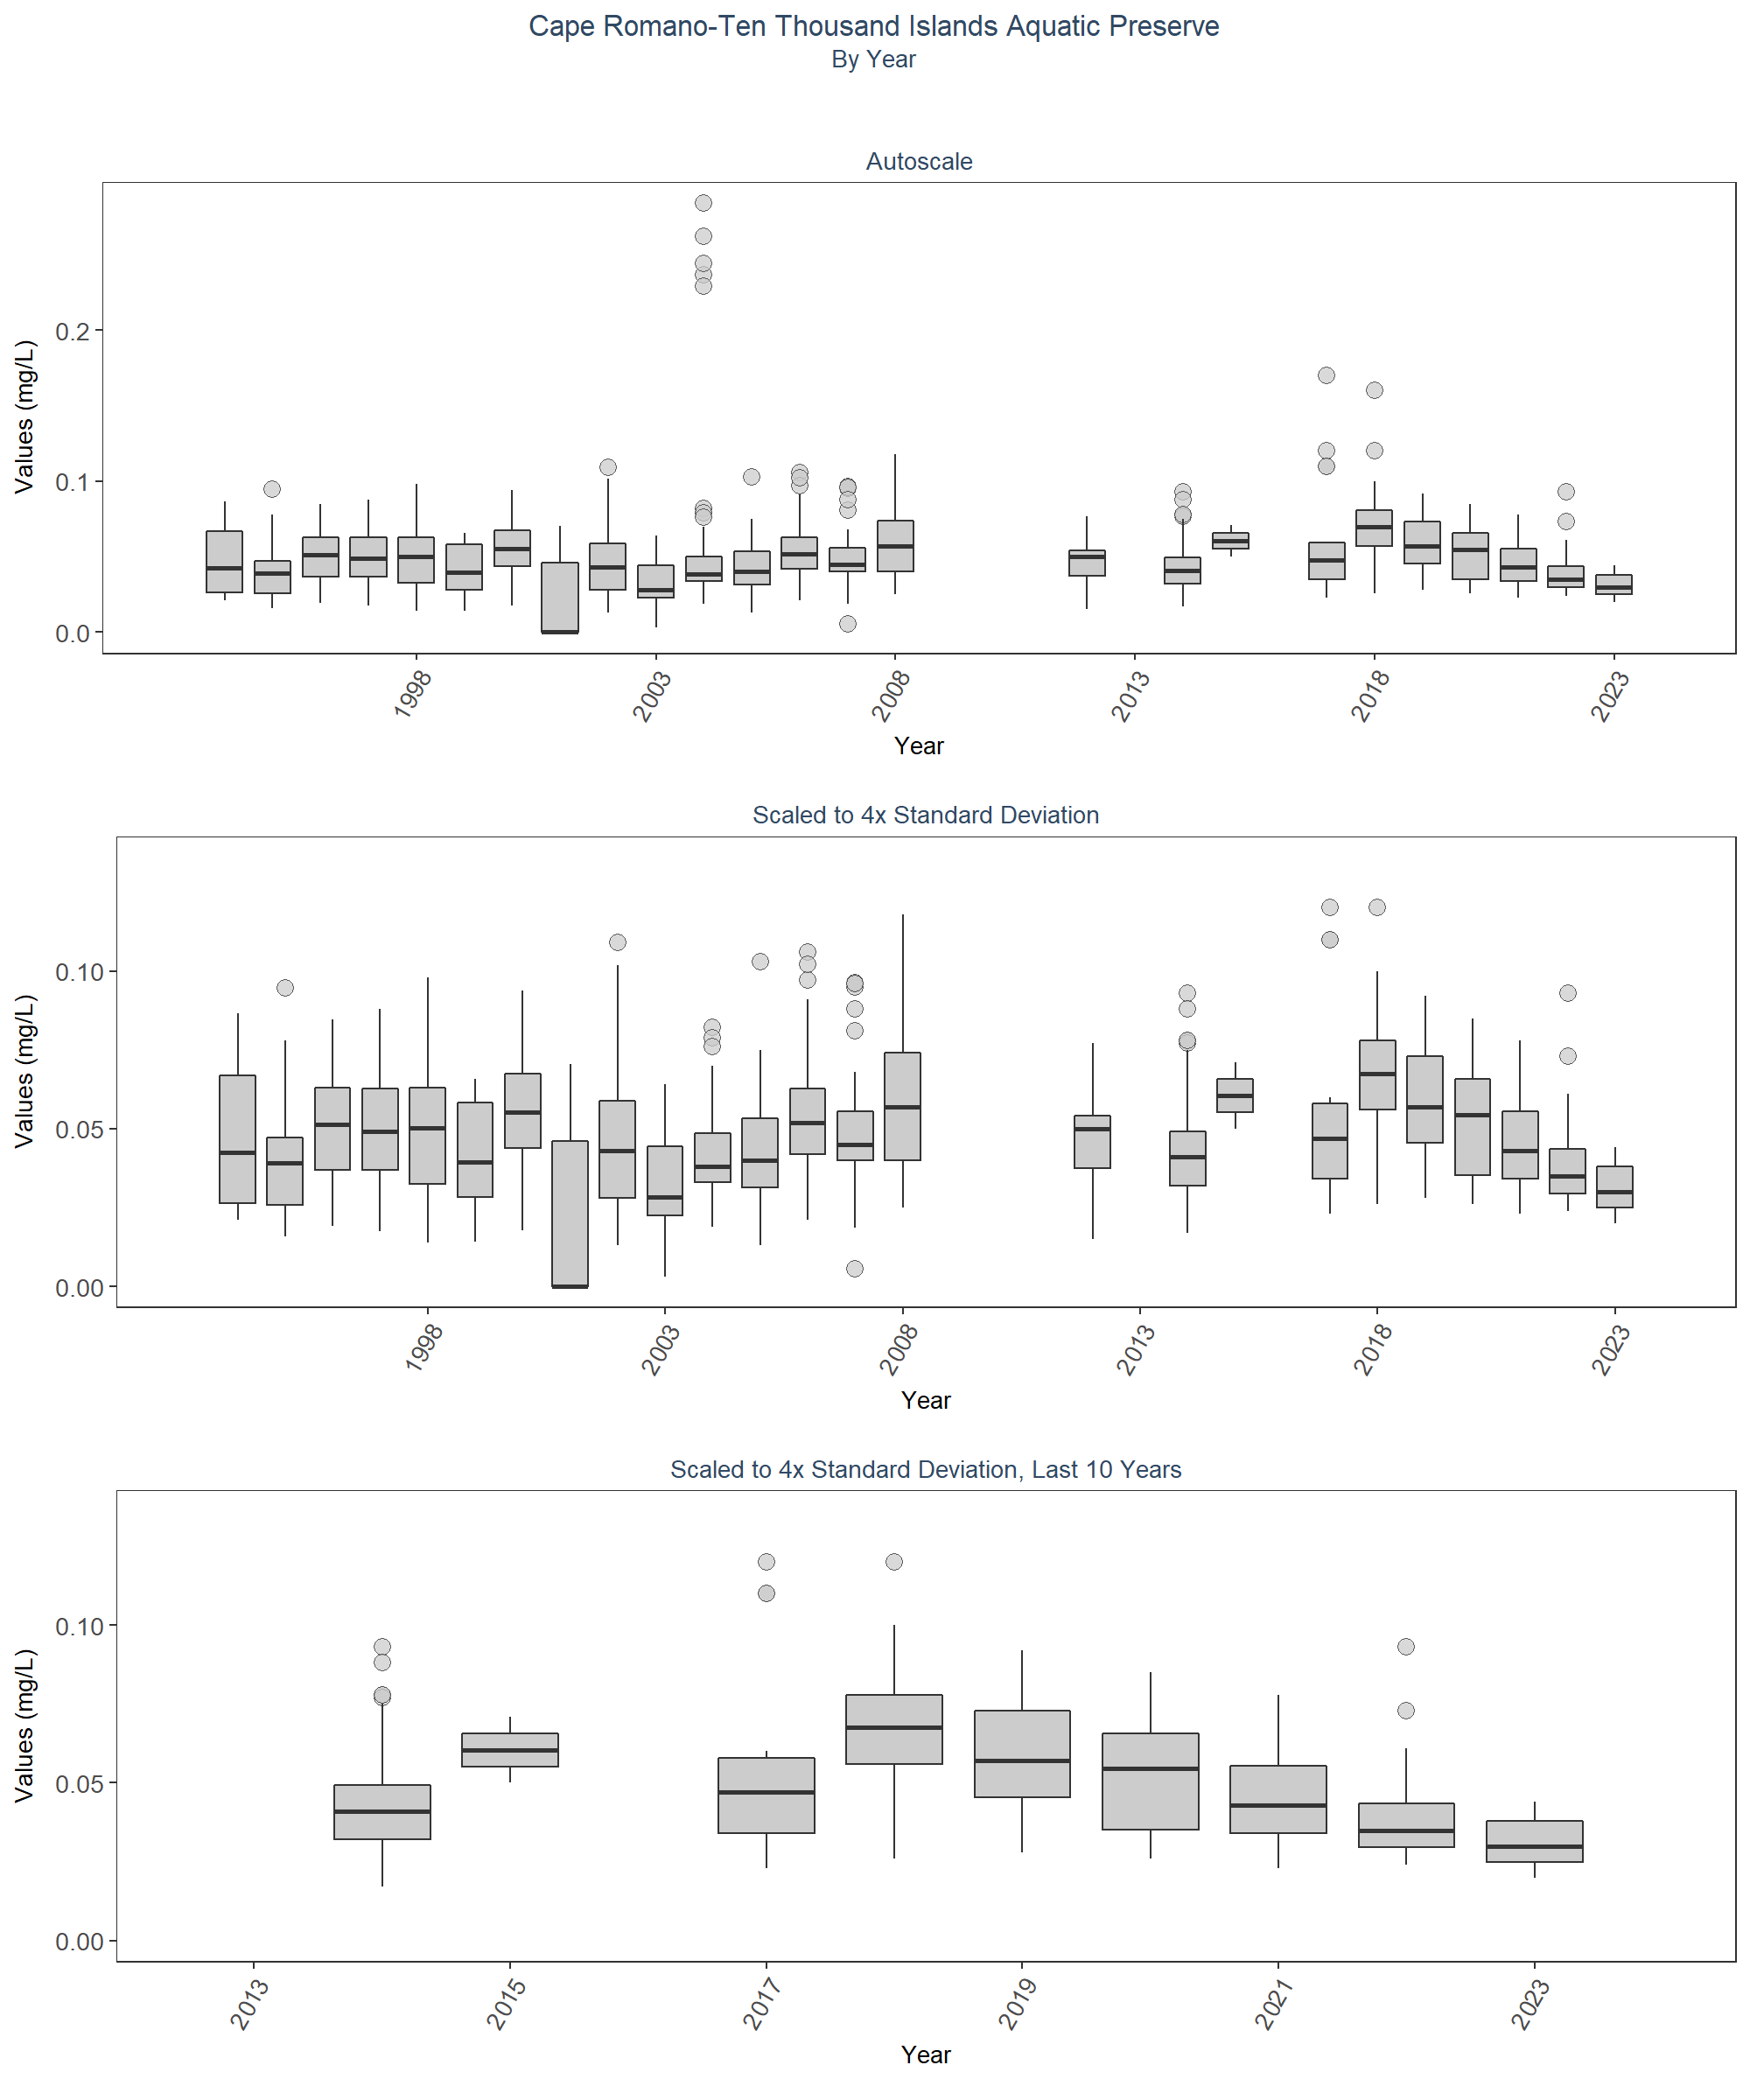 Cape Romano-Ten Thousand Islands Aquatic Preserve
By Year
Autoscale
Values (mg/L)
0.2
0.1
0.0
1998
2003
2008
2013
2018
2023
Year
Scaled to 4x Standard Deviation
Values (mg/L)
0.10
0.05
0.00
1998
2003
2008
2013
2018
2023
Year
Scaled to 4x Standard Deviation, Last 10 Years
Values (mg/L)
0.10
0.05
0.00
2013
2015
2017
2019
2021
2023
Year